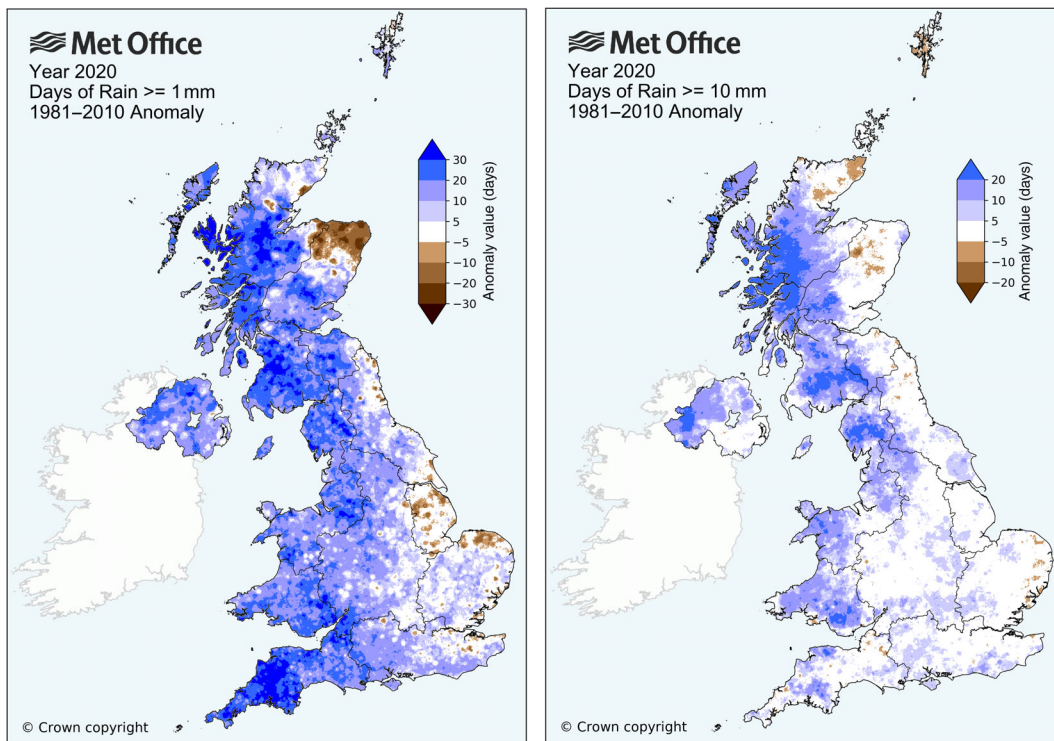 Met Office
Year 2020
Days of Rain >= 1 mm
1981–2010 Anomaly
30
20
10
5
−5
−10
−20
−30
Anomaly value (days)
© Crown copyright
Met Office
Year 2020
Days of Rain >= 10 mm
1981–2010 Anomaly
20
10
5
−5
−10
−20
Anomaly value (days)
© Crown copyright